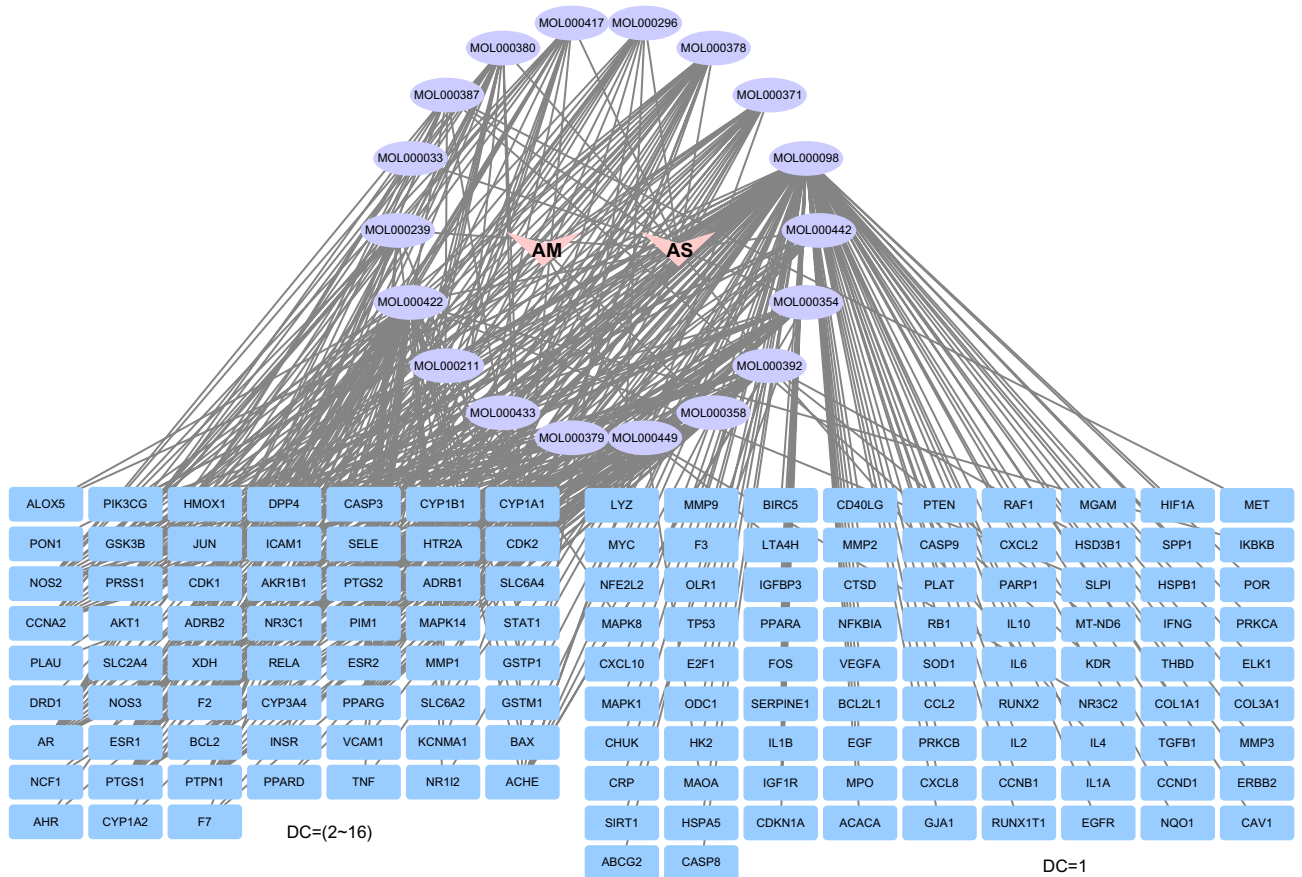 MOL000417 MOL000296
MOL000380 MOL000378
MOL000387 MOL000371
MOL000033 MOL000098
MOL000239 AM AS MOL000442
MOL000422 MOL000354
MOL000211 MOL000392
MOL000433 MOL000358
MOL000379 MOL000449
ALOX5 PIK3CG HMOX1 DPP4 CASP3 CYP1B1 CYP1A1 LYZ MMP9 BIRC5 CD40LG PTEN RAF1 MGAM HIF1A MET
PON1 GSK3B JUN ICAM1 SELE HTR2A CDK2 MYC F3 LTA4H MMP2 CASP9 CXCL2 HSD3B1 SPP1 IKBKB
NOS2 PRSS1 CDK1 AKR1B1 PTGS2 ADRB1 SLC6A4 NFE2L2 OLR1 IGFBP3 CTSD PLAT PARP1 SLPI HSPB1 POR
CCNA2 AKT1 ADRB2 NR3C1 PIM1 MAPK14 STAT1 MAPK8 TP53 PPARA NFKBIA RB1 IL10 MT-ND6 IFNG PRKCA
PLAU SLC2A4 XDH RELA ESR2 MMP1 GSTP1 CXCL10 E2F1 FOS VEGFA SOD1 IL6 KDR THBD ELK1
DRD1 NOS3 F2 CYP3A4 PPARG SLC6A2 GSTM1 MAPK1 ODC1 SERPINE1 BCL2L1 CCL2 RUNX2 NR3C2 COL1A1 COL3A1
AR ESR1 BCL2 INSR VCAM1 KCNMA1 BAX CHUK HK2 IL1B EGF PRKCB IL2 IL4 TGFB1 MMP3
NCF1 PTGS1 PTPN1 PPARD TNF NR1I2 ACHE CRP MAOA IGF1R MPO CXCL8 CCNB1 IL1A CCND1 ERBB2
AHR CYP1A2 F7 SIRT1 HSPA5 CDKN1A ACACA GJA1 RUNX1T1 EGFR NQO1 CAV1
DC=(2~16)
ABCG2 CASP8
DC=1